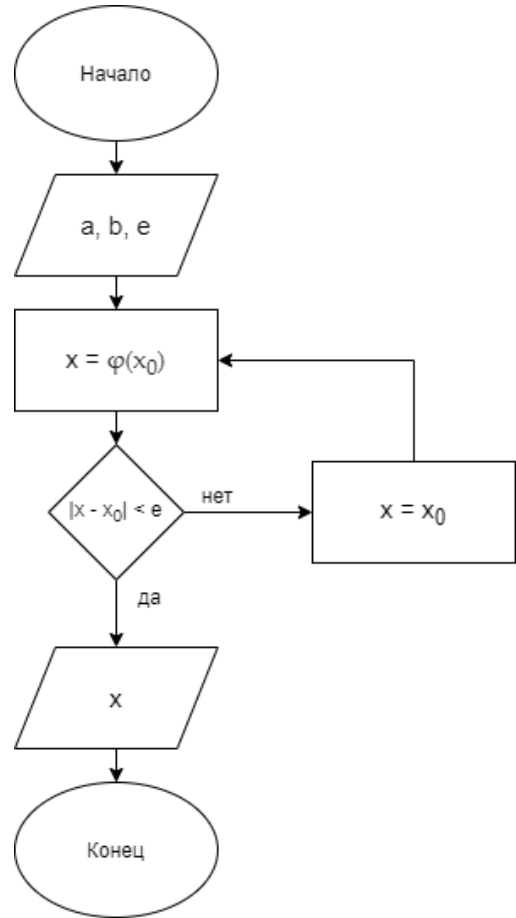 Начало
a, b, e
x = φ(x₀)
|x - x₀| < e
нет
x = x₀
да
x
Конец